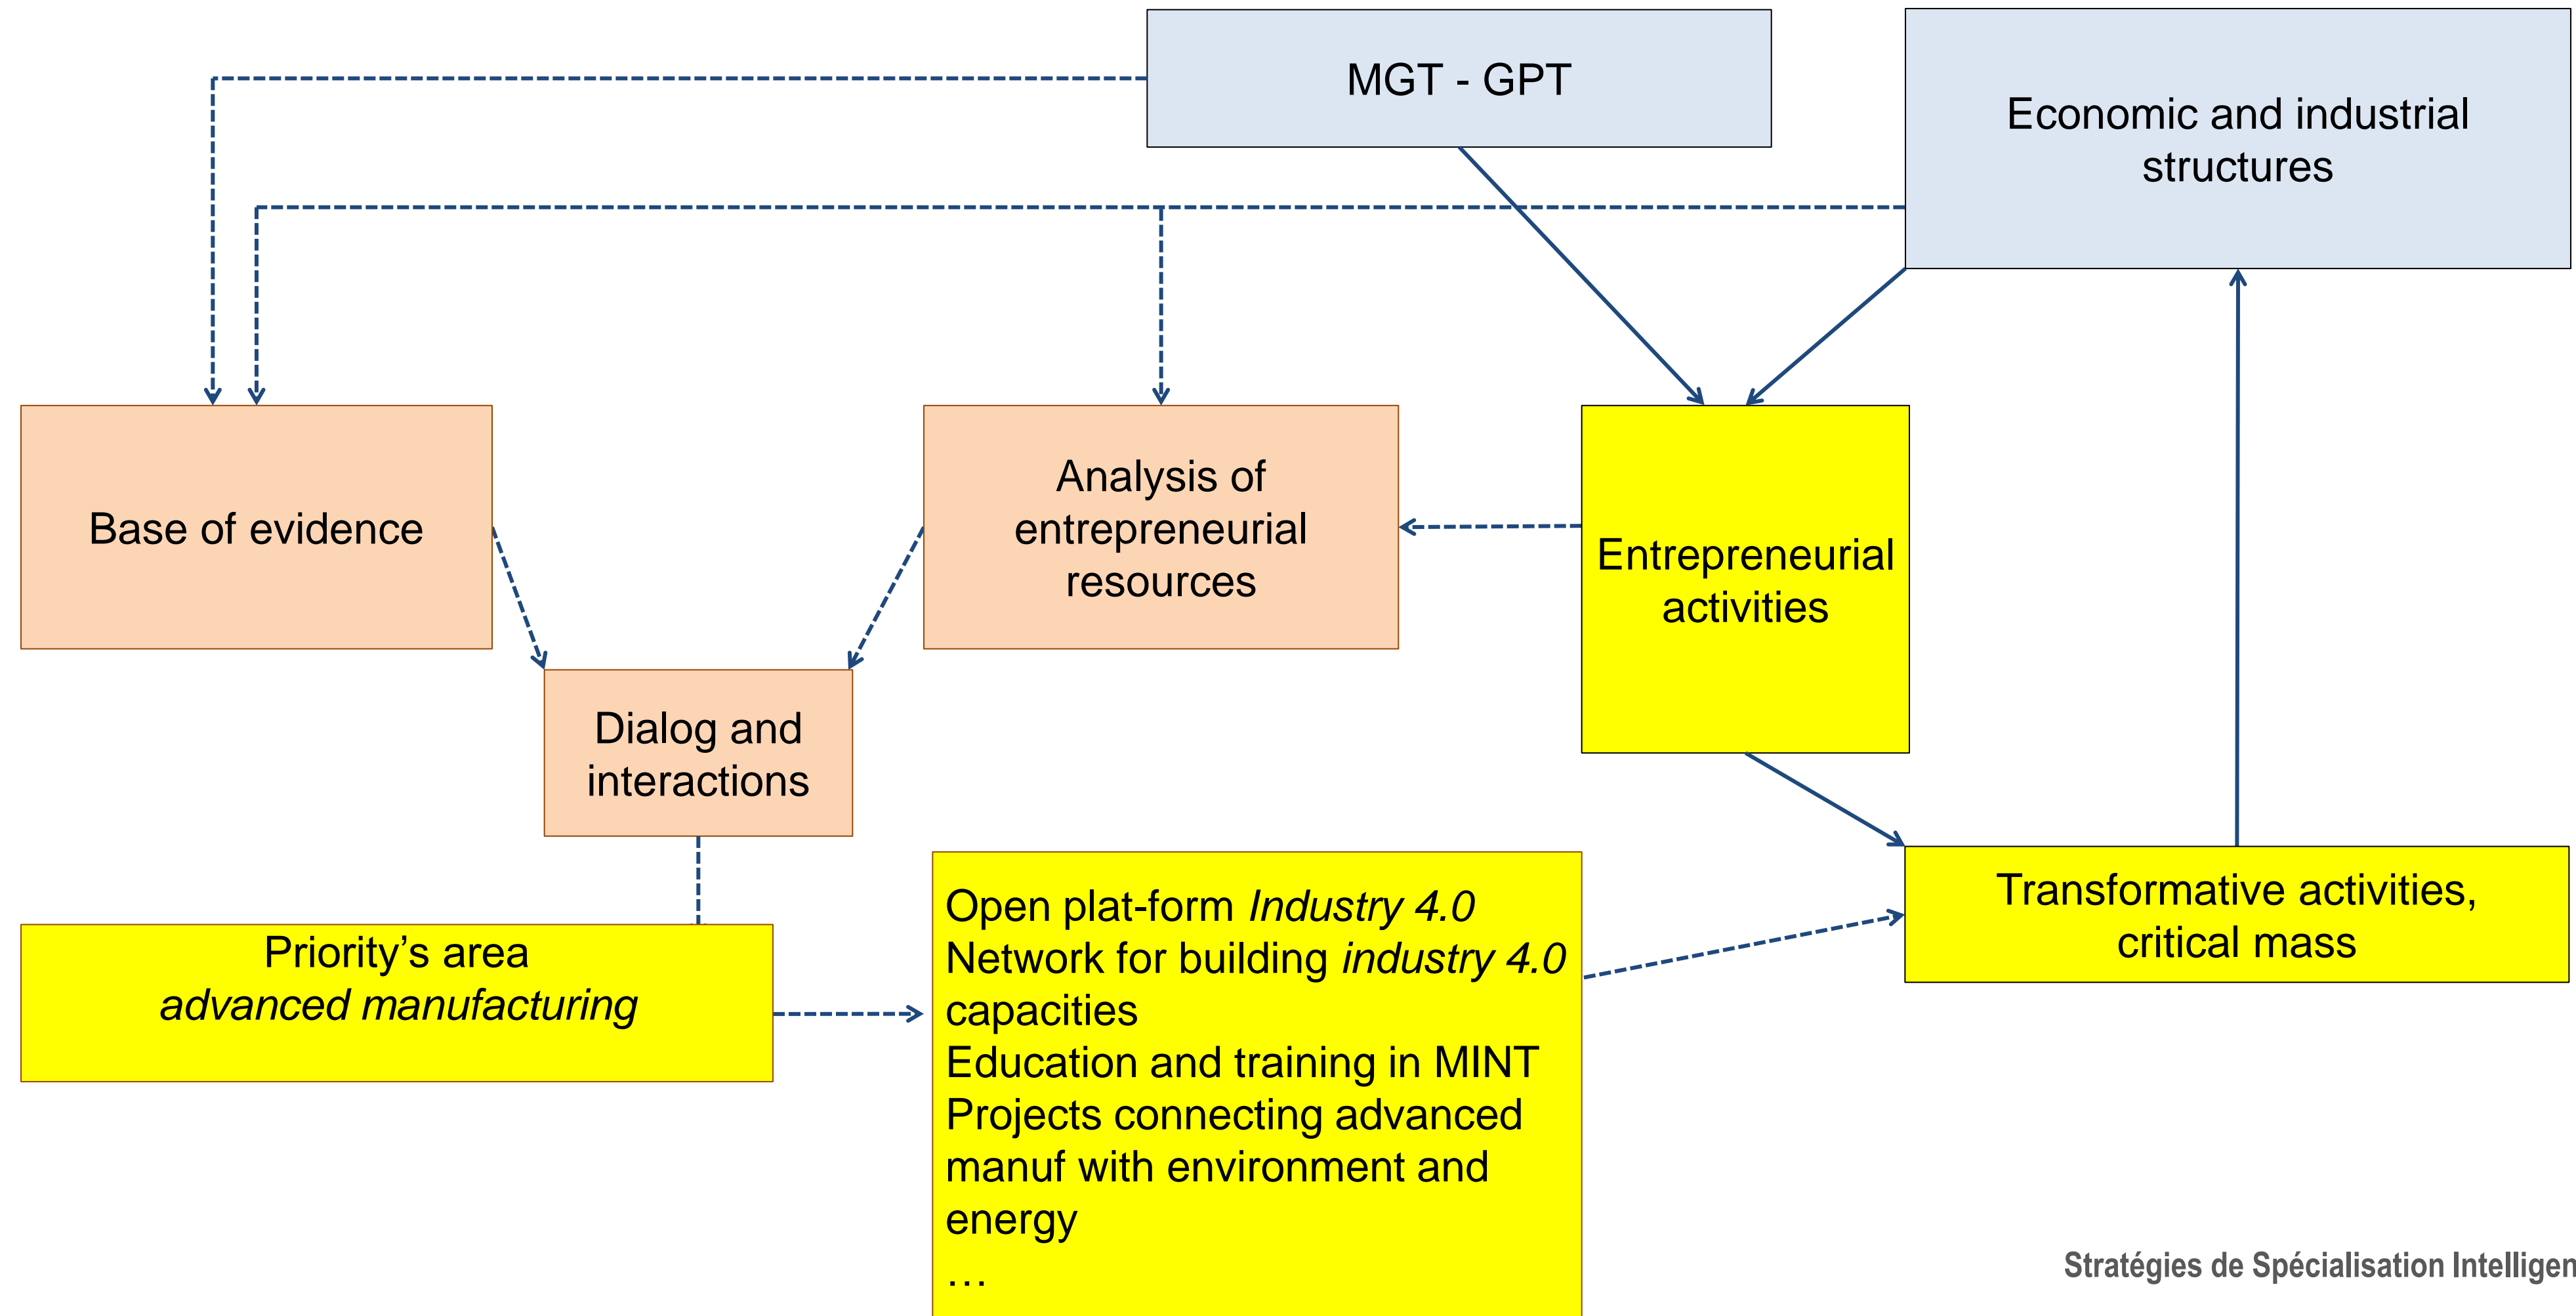 MGT - GPT
Economic and industrial
structures
Base of evidence
Analysis of
entrepreneurial
resources
Entrepreneurial
activities
Dialog and
interactions
Priority’s area
advanced manufacturing
Open plat-form Industry 4.0
Network for building industry 4.0
capacities
Education and training in MINT
Projects connecting advanced
manuf with environment and
energy
…
Transformative activities,
critical mass
Stratégies de Spécialisation Intelligen